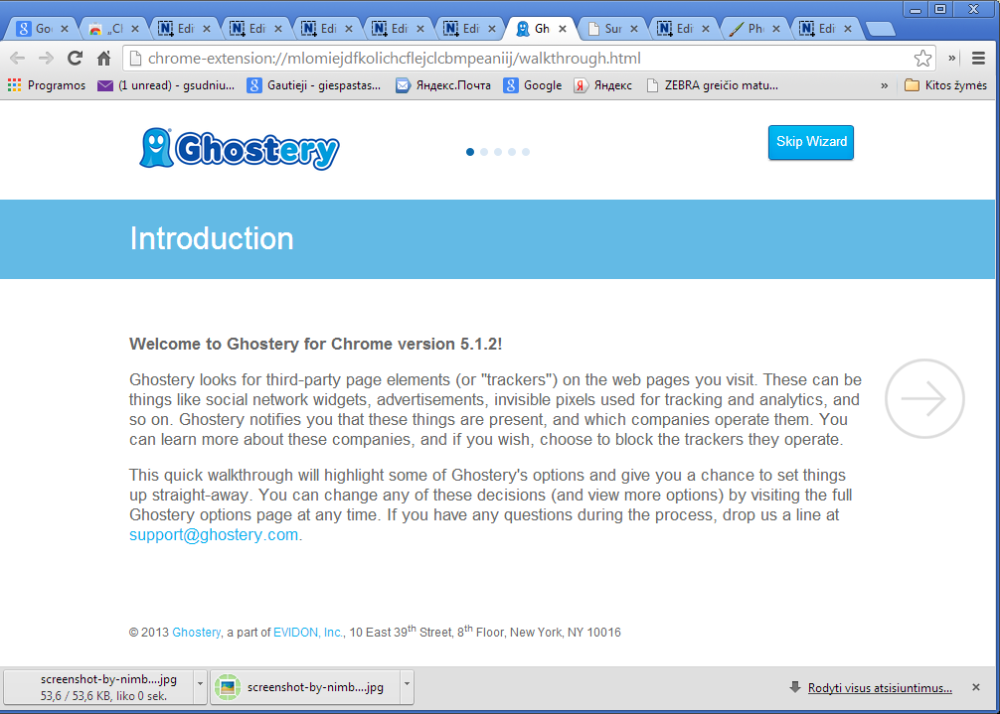 Goo
„Cl
Edi
Edi
Edi
Edi
Edi
Gh
Sur
Edi
Ph
Edi
chrome-extension://mlomiejdfkolichcflejclcbmpeaniij/walkthrough.html
Programos (1 unread) - gsudniu... Gautieji - giespastas... Яндекс.Почта Google Яндекс ZEBRA greičio matu... » Kitos žymės
Ghostery
Skip Wizard
Introduction
Welcome to Ghostery for Chrome version 5.1.2!
Ghostery looks for third-party page elements (or "trackers") on the web pages you visit. These can be
things like social network widgets, advertisements, invisible pixels used for tracking and analytics, and
so on. Ghostery notifies you that these things are present, and which companies operate them. You
can learn more about these companies, and if you wish, choose to block the trackers they operate.
This quick walkthrough will highlight some of Ghostery's options and give you a chance to set things
up straight-away. You can change any of these decisions (and view more options) by visiting the full
Ghostery options page at any time. If you have any questions during the process, drop us a line at
support@ghostery.com.
© 2013 Ghostery, a part of EVIDON, Inc., 10 East 39th Street, 8th Floor, New York, NY 10016
screenshot-by-nimb....jpg
53,6 / 53,6 KB, liko 0 sek.
screenshot-by-nimb....jpg
Rodyti visus atsisiuntimus...